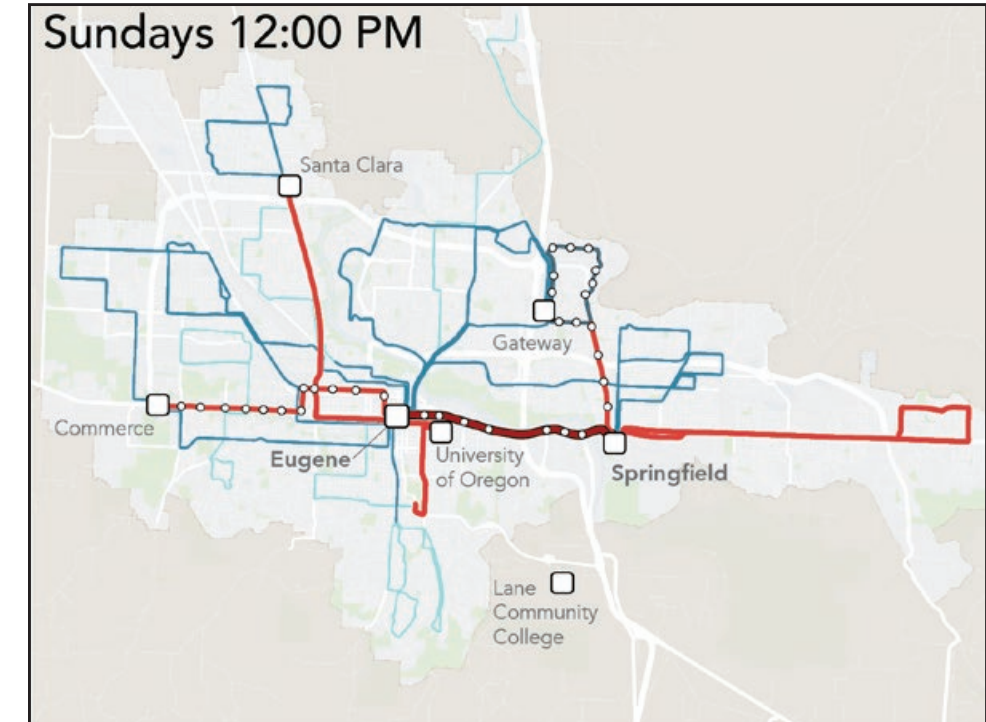 Sundays 12:00 PM
Santa Clara
Gateway
Commerce
Eugene
University
of Oregon
Springfield
Lane
Community
College